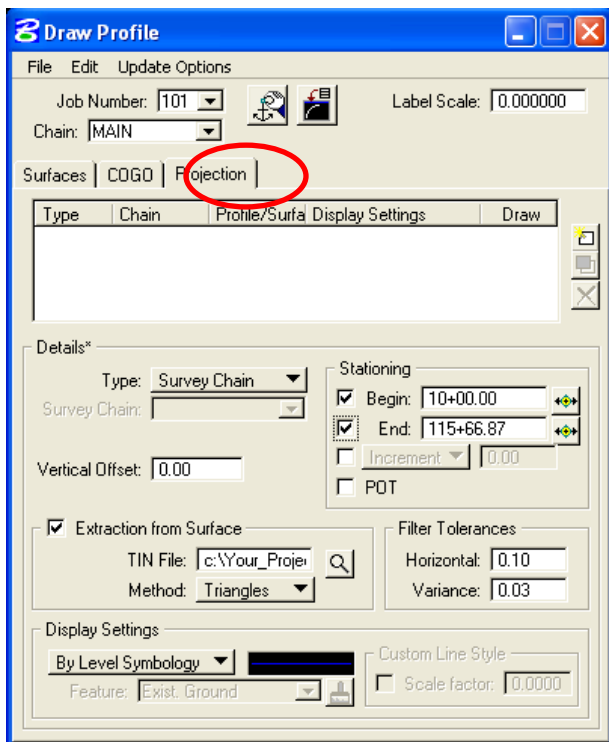 Draw Profile
File Edit Update Options
Job Number: 101 Label Scale: 0.000000
Chain: MAIN
Surfaces COGO Projection
Type Chain Profile/Surfa Display Settings Draw
Details*
Type: Survey Chain
Survey Chain:
Vertical Offset: 0.00
Stationing
Begin: 10+00.00
End: 115+66.87
Increment 0.00
POT
Extraction from Surface
TIN File: c:\Your_Proje
Method: Triangles
Filter Tolerances
Horizontal: 0.10
Variance: 0.03
Display Settings
By Level Symbology
Feature: Exist. Ground
Custom Line Style
Scale factor: 0.0000